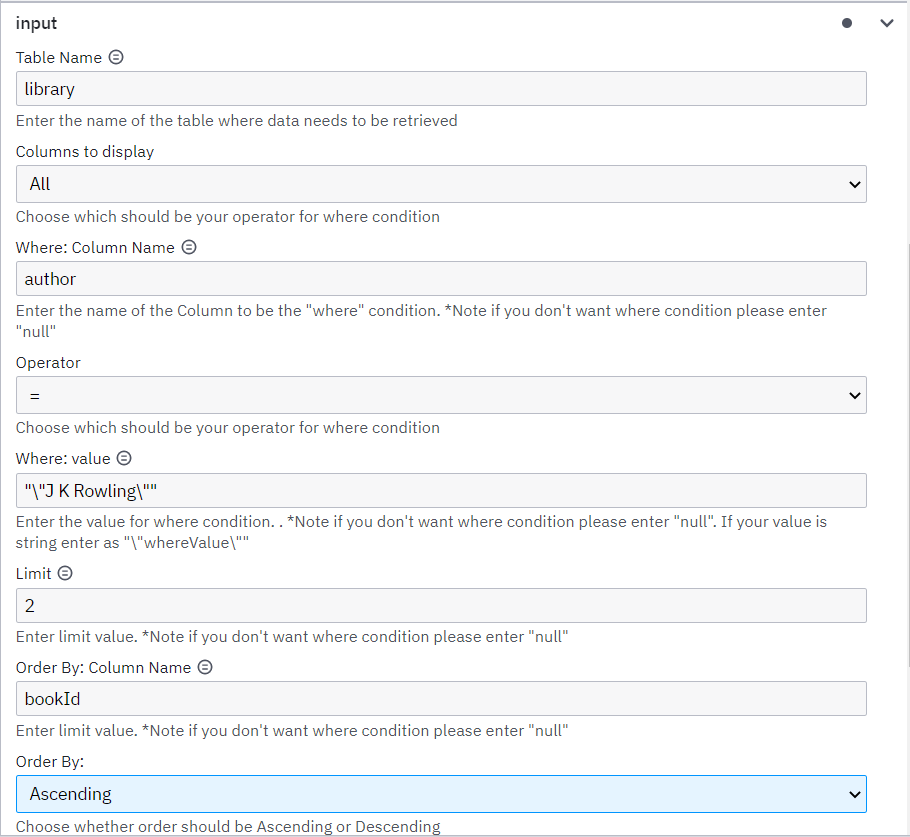 input
Table Name
library
Enter the name of the table where data needs to be retrieved
Columns to display
All
Choose which should be your operator for where condition
Where: Column Name
author
Enter the name of the Column to be the "where" condition. *Note if you don't want where condition please enter
"null"
Operator
=
Choose which should be your operator for where condition
Where: value
"\"J K Rowling\""
Enter the value for where condition. . *Note if you don't want where condition please enter "null". If your value is
string enter as "\"whereValue\""
Limit
2
Enter limit value. *Note if you don't want where condition please enter "null"
Order By: Column Name
bookId
Enter limit value. *Note if you don't want where condition please enter "null"
Order By:
Ascending
Choose whether order should be Ascending or Descending